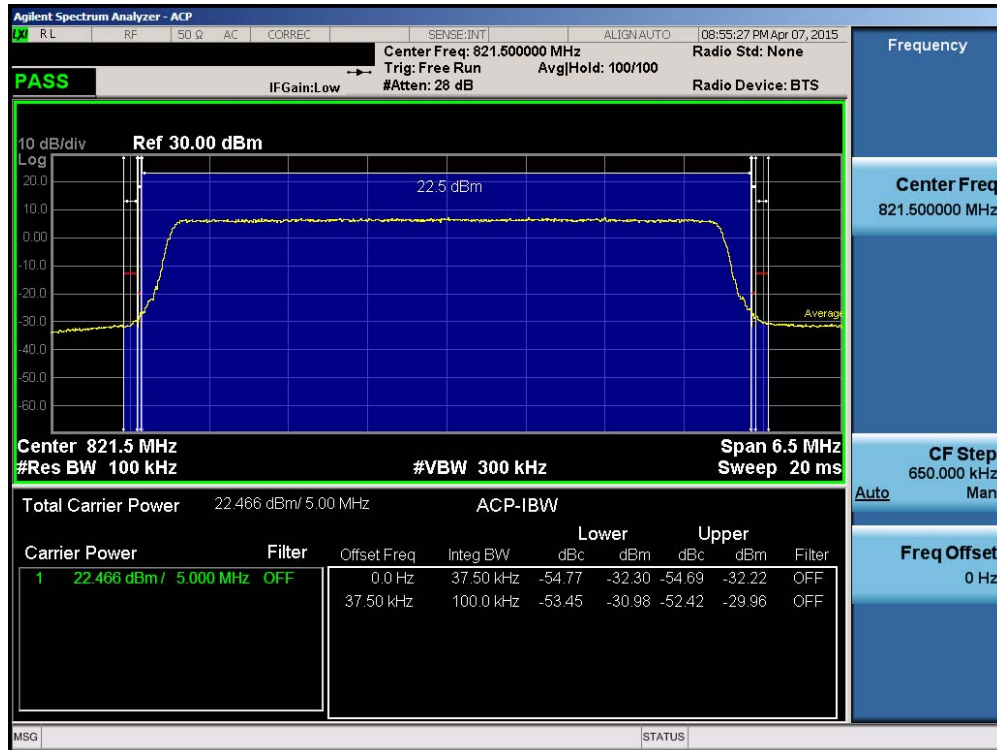 Agilent Spectrum Analyzer - ACP
LXI RL RF 50 Ω AC CORREC SENSE:INT ALIGN AUTO 08:55:27 PM Apr 07, 2015
Center Freq: 821.500000 MHz Radio Std: None
Trig: Free Run Avg|Hold: 100/100
PASS IFGain:Low #Atten: 28 dB Radio Device: BTS
10 dB/div Ref 30.00 dBm
Log
20.0
22.5 dBm
10.0
0.00
-10.0
-20.0
Average
-30.0
-40.0
-50.0
-60.0
Center 821.5 MHz Span 6.5 MHz
#Res BW 100 kHz #VBW 300 kHz Sweep 20 ms
Total Carrier Power 22.466 dBm/ 5.00 MHz ACP-IBW
Lower Upper
Carrier Power Filter Offset Freq Integ BW dBc dBm dBc dBm Filter
1 22.466 dBm / 5.000 MHz OFF 0.0 Hz 37.50 kHz -54.77 -32.30 -54.69 -32.22 OFF
37.50 kHz 100.0 kHz -53.45 -30.98 -52.42 -29.96 OFF
MSG STATUS
Frequency
Center Freq
821.500000 MHz
CF Step
650.000 kHz
Auto Man
Freq Offset
0 Hz